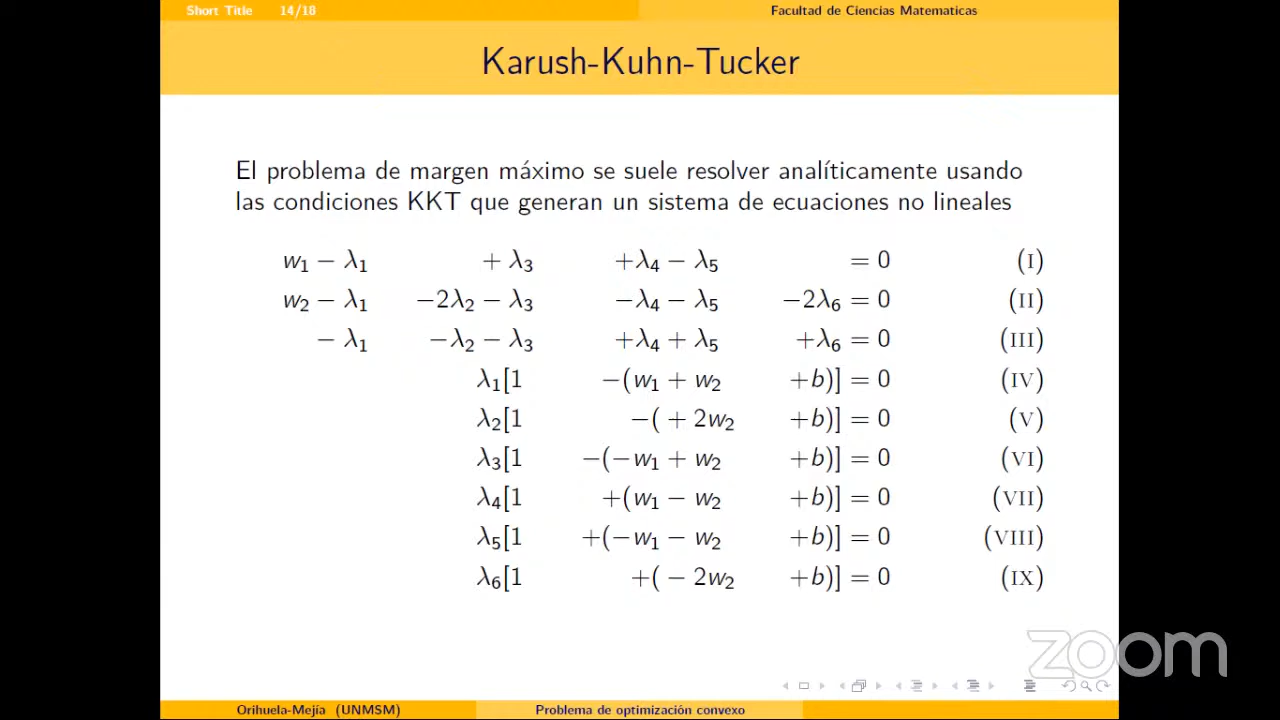 Short Title 14/18 Facultad de Ciencias Matematicas
Karush-Kuhn-Tucker
El problema de margen máximo se suele resolver analíticamente usando
las condiciones KKT que generan un sistema de ecuaciones no lineales
w₁ − λ₁ + λ₃ +λ₄ − λ₅ = 0 (I)
w₂ − λ₁ −2λ₂ − λ₃ −λ₄ − λ₅ −2λ₆ = 0 (II)
− λ₁ −λ₂ − λ₃ +λ₄ + λ₅ +λ₆ = 0 (III)
λ₁[1 −(w₁ + w₂ +b)] = 0 (IV)
λ₂[1 −( + 2w₂ +b)] = 0 (V)
λ₃[1 −(−w₁ + w₂ +b)] = 0 (VI)
λ₄[1 +(w₁ − w₂ +b)] = 0 (VII)
λ₅[1 +(−w₁ − w₂ +b)] = 0 (VIII)
λ₆[1 +( − 2w₂ +b)] = 0 (IX)
zoom
Orihuela-Mejía (UNMSM) Problema de optimización convexo